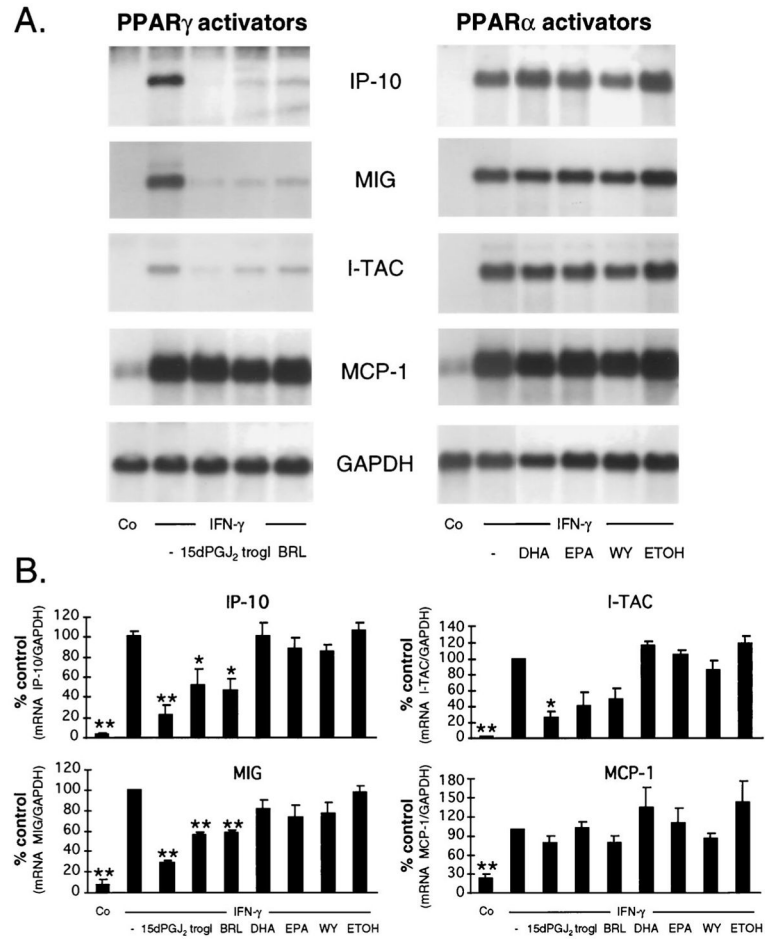 A.
PPARγ activators
PPARα activators
IP-10
MIG
I-TAC
MCP-1
GAPDH
Co IFN-γ
- 15dPGJ2 trogl BRL
Co IFN-γ
- DHA EPA WY ETOH
B.
IP-10
% control
(mRNA IP-10/GAPDH)
120
100
80
60
40
20
0
** ** * *
I-TAC
% control
(mRNA I-TAC/GAPDH)
140
120
100
80
60
40
20
0
** *
MIG
% control
(mRNA MIG/GAPDH)
120
100
80
60
40
20
0
** ** ** **
Co IFN-γ
- 15dPGJ2 trogl BRL DHA EPA WY ETOH
MCP-1
% control
(mRNA MCP-1/GAPDH)
180
150
120
90
60
30
0
**
Co IFN-γ
- 15dPGJ2 trogl BRL DHA EPA WY ETOH